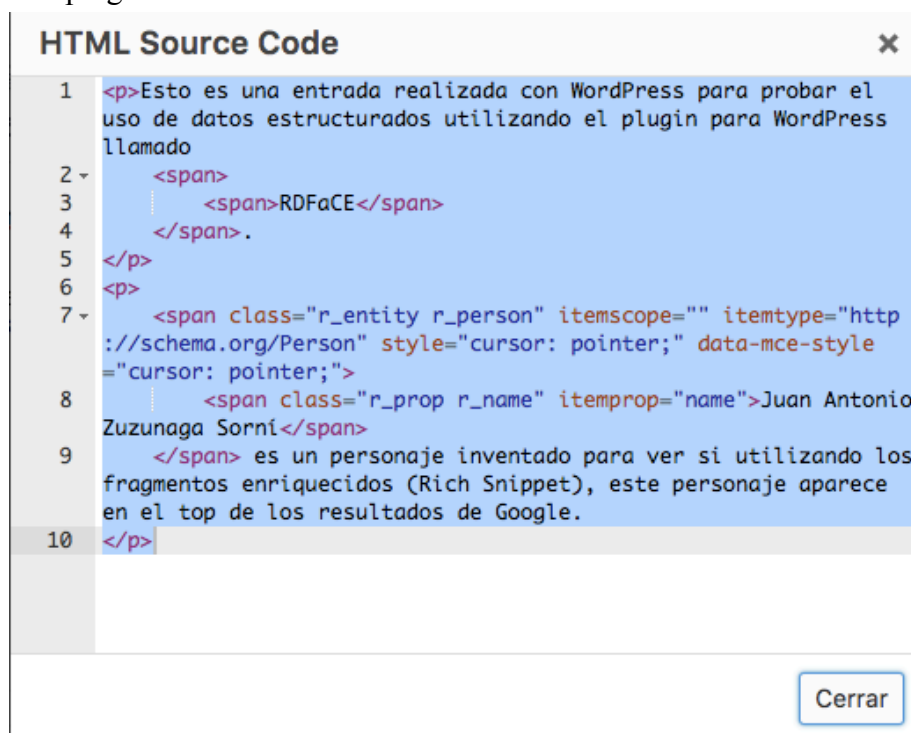 HTML Source Code ×
1 <p>Esto es una entrada realizada con WordPress para probar el
uso de datos estructurados utilizando el plugin para WordPress
llamado
2 <span>
3 <span>RDFaCE</span>
4 </span>.
5 </p>
6 <p>
7 <span class="r_entity r_person" itemscope="" itemtype="http
://schema.org/Person" style="cursor: pointer;" data-mce-style
="cursor: pointer;">
8 <span class="r_prop r_name" itemprop="name">Juan Antonio
Zuzunaga Sorní</span>
9 </span> es un personaje inventado para ver si utilizando los
fragmentos enriquecidos (Rich Snippet), este personaje aparece
en el top de los resultados de Google.
10 </p>
Cerrar